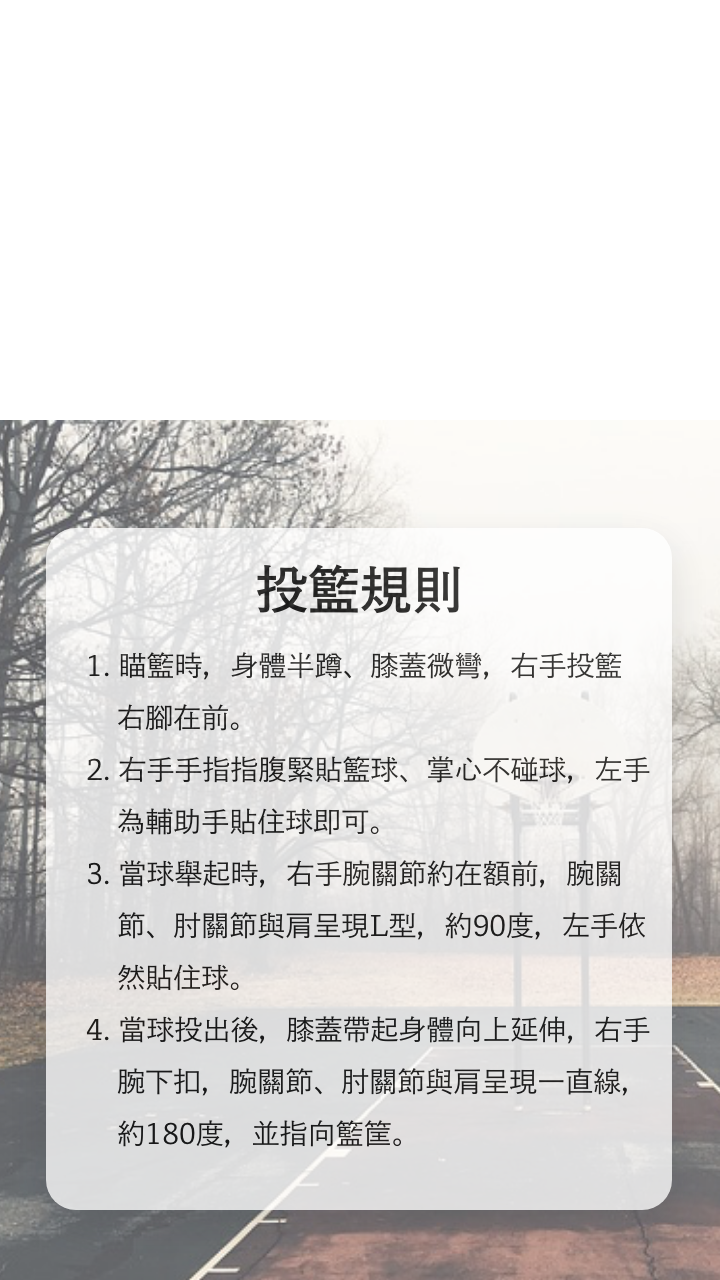 投籃規則
1. 瞄籃時，身體半蹲、膝蓋微彎，右手投籃
右腳在前。
2. 右手手指指腹緊貼籃球、掌心不碰球，左手
為輔助手貼住球即可。
3. 當球舉起時，右手腕關節約在額前，腕關
節、肘關節與肩呈現L型，約90度，左手依
然貼住球。
4. 當球投出後，膝蓋帶起身體向上延伸，右手
腕下扣，腕關節、肘關節與肩呈現一直線，
約180度，並指向籃筐。